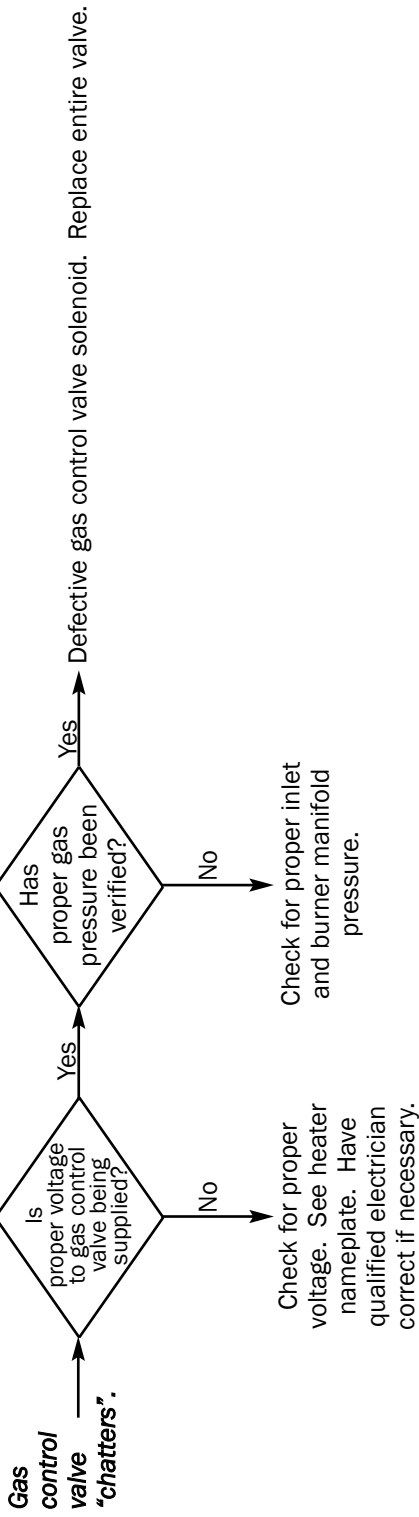 Gas
control
valve
“chatters”.
Is
proper voltage
to gas control
valve being
supplied?
No
Check for proper
voltage. See heater
nameplate. Have
qualified electrician
correct if necessary.
Yes
Has
proper gas
pressure been
verified?
No
Check for proper inlet
and burner manifold
pressure.
Yes
Defective gas control valve solenoid. Replace entire valve.